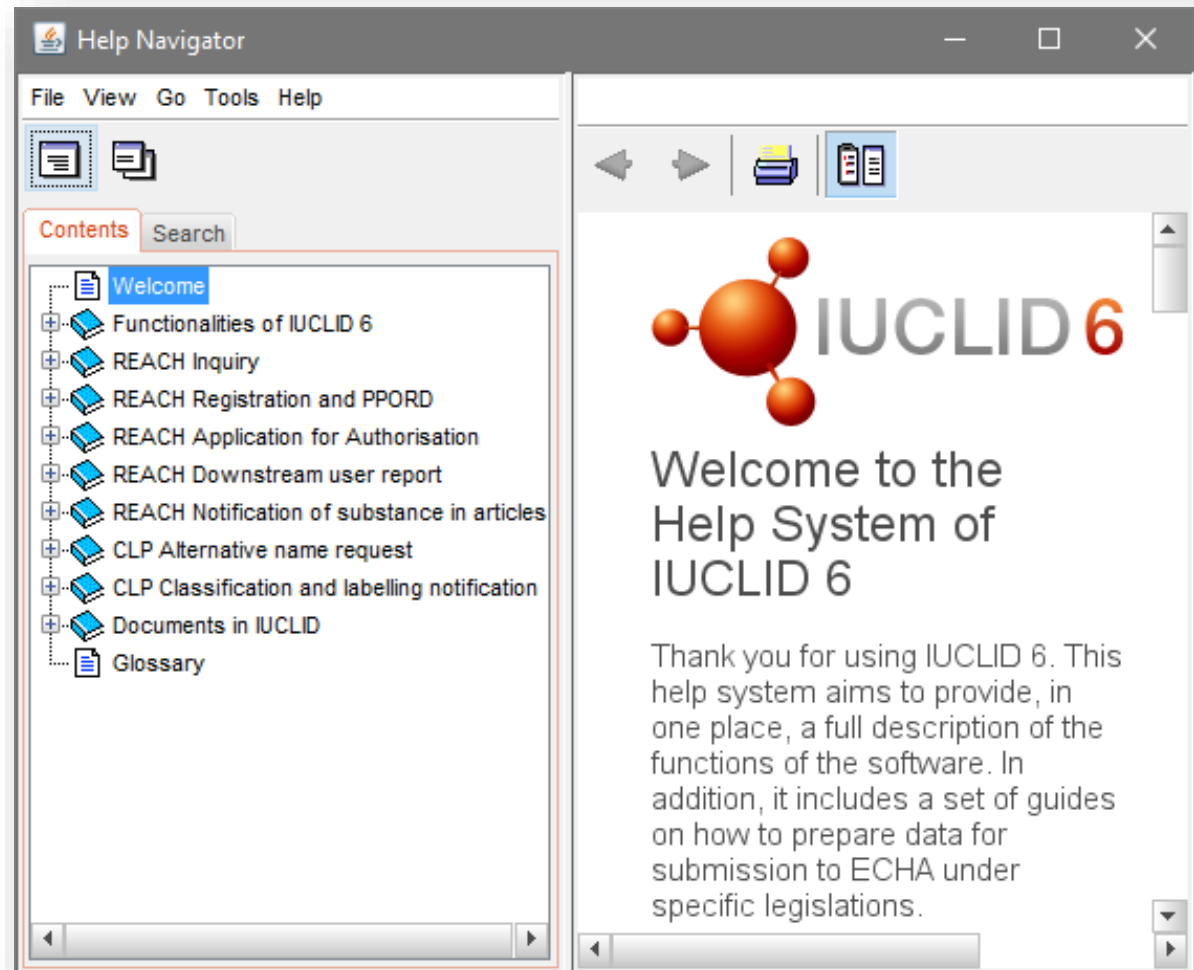 Help Navigator
File View Go Tools Help
Contents Search
Welcome
Functionalities of IUCLID 6
REACH Inquiry
REACH Registration and PPORD
REACH Application for Authorisation
REACH Downstream user report
REACH Notification of substance in articles
CLP Alternative name request
CLP Classification and labelling notification
Documents in IUCLID
Glossary
IUCLID 6
Welcome to the
Help System of
IUCLID 6
Thank you for using IUCLID 6. This
help system aims to provide, in
one place, a full description of the
functions of the software. In
addition, it includes a set of guides
on how to prepare data for
submission to ECHA under
specific legislations.